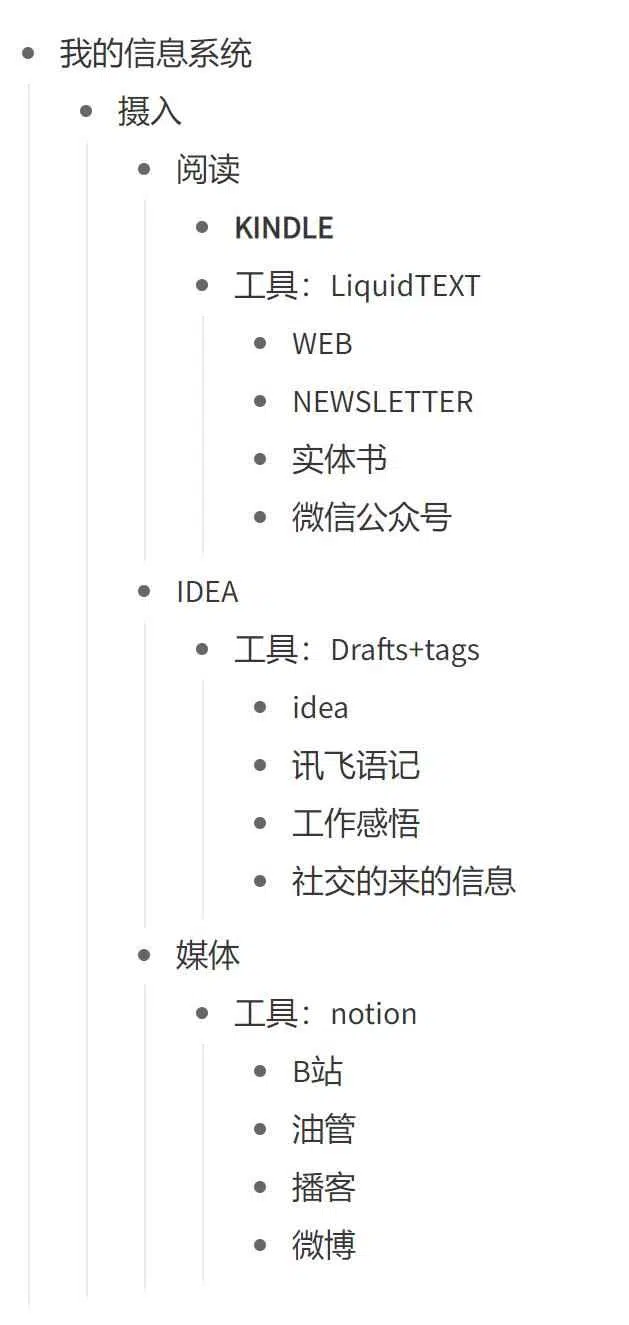 我的信息系统
摄入
阅读
KINDLE
工具：LiquidTEXT
WEB
NEWSLETTER
实体书
微信公众号
IDEA
工具：Drafts+tags
idea
讯飞语记
工作感悟
社交的来的信息
媒体
工具：notion
B站
油管
播客
微博